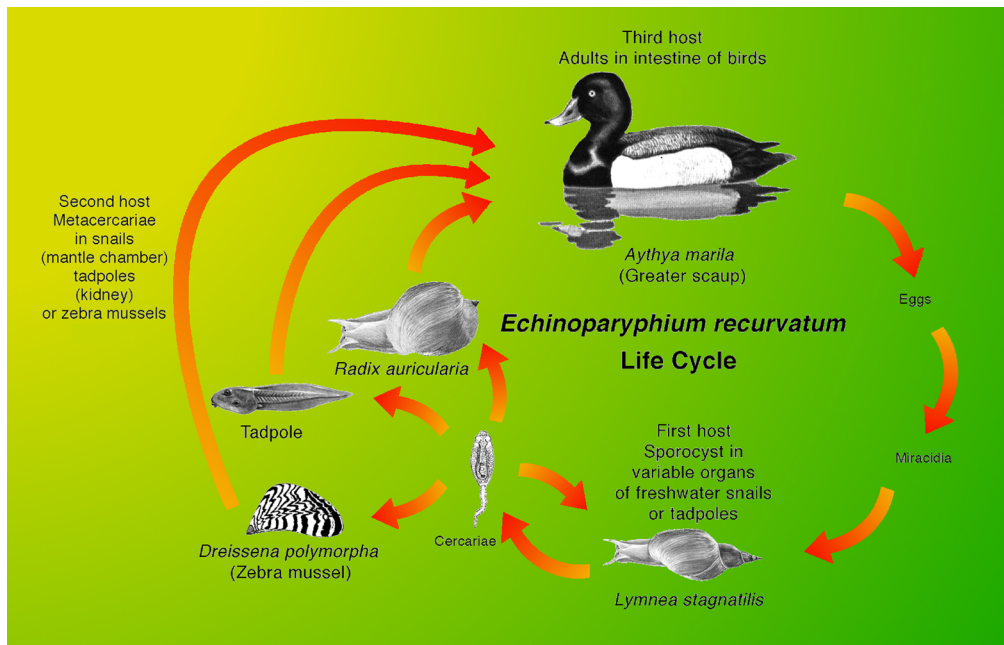 Third host
Adults in intestine of birds
Second host
Metacercariae
in snails
(mantle chamber)
tadpoles
(kidney)
or zebra mussels
Aythya marila
(Greater scaup)
Eggs
Echinoparyphium recurvatum
Life Cycle
Radix auricularia
Tadpole
First host
Sporocyst in
variable organs
of freshwater snails
or tadpoles
Miracidia
Cercariae
Dreissena polymorpha
(Zebra mussel)
Lymnea stagnatilis